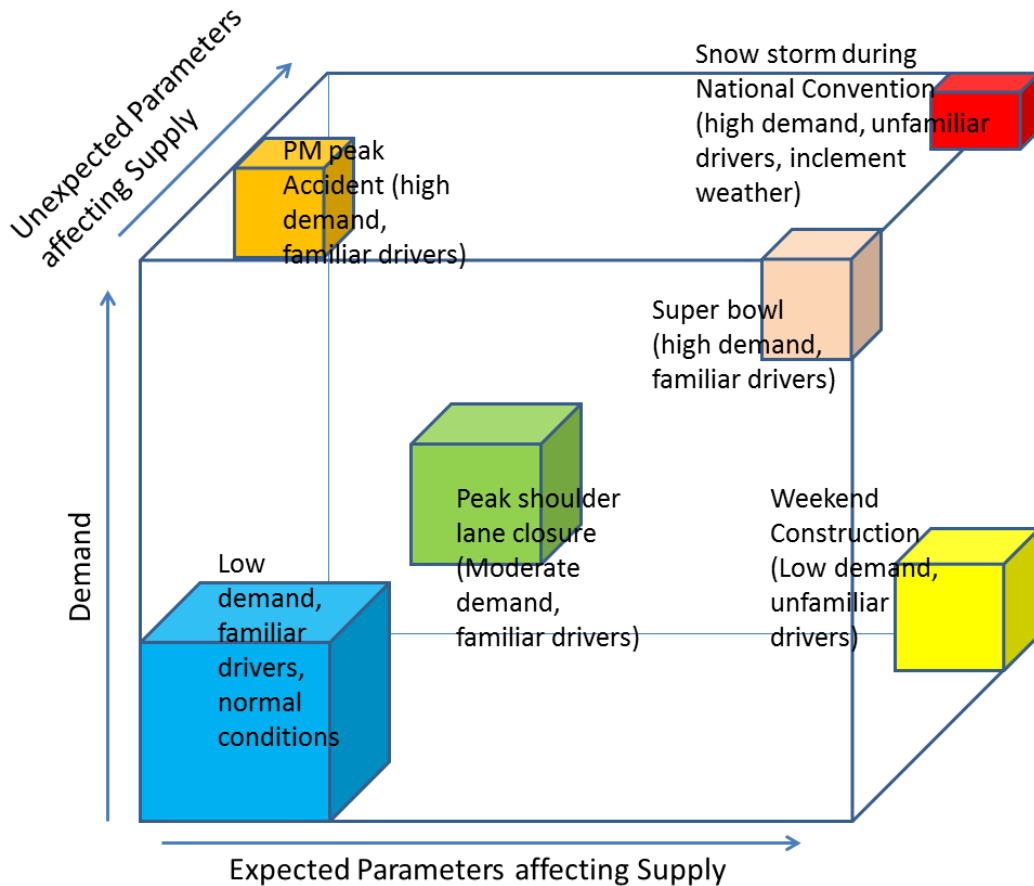 Unexpected Parameters
affecting Supply
Snow storm during
National Convention
(high demand, unfamiliar
drivers, inclement
weather)
PM peak
Accident (high
demand,
familiar drivers)
Super bowl
(high demand,
familiar drivers)
Demand
Peak shoulder
lane closure
(Moderate
demand,
familiar drivers)
Weekend
Construction
(Low demand,
unfamiliar
drivers)
Low
demand,
familiar
drivers,
normal
conditions
Expected Parameters affecting Supply